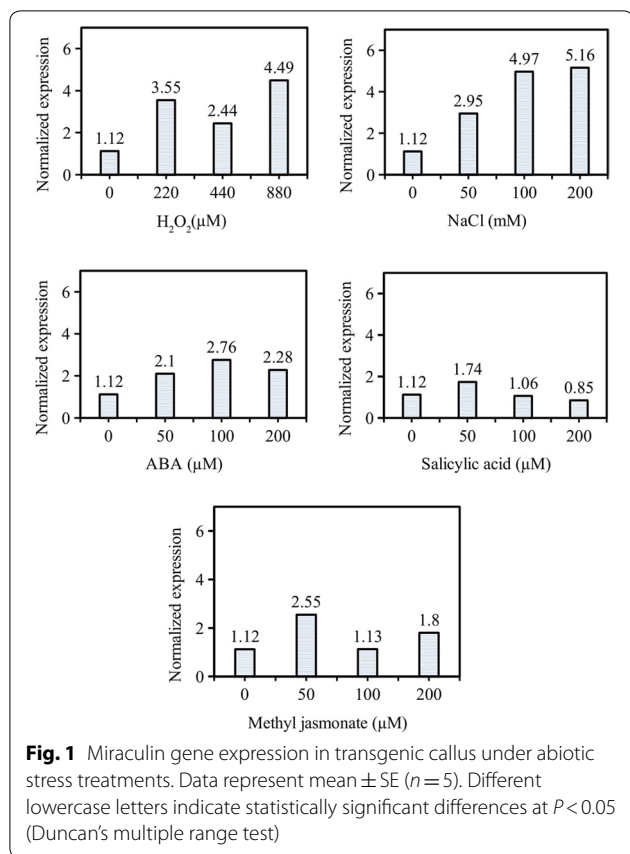 Normalized expression
6
4
2
0
1.12
3.55
2.44
4.49
0 220 440 880
H₂O₂(µM)
Normalized expression
6
4
2
0
1.12
2.95
4.97
5.16
0 50 100 200
NaCl (mM)
Normalized expression
6
4
2
0
1.12
2.1
2.76
2.28
0 50 100 200
ABA (µM)
Normalized expression
6
4
2
0
1.12
1.74
1.06
0.85
0 50 100 200
Salicylic acid (µM)
Normalized expression
6
4
2
0
1.12
2.55
1.13
1.8
0 50 100 200
Methyl jasmonate (µM)
Fig. 1 Miraculin gene expression in transgenic callus under abiotic
stress treatments. Data represent mean ± SE (n = 5). Different
lowercase letters indicate statistically significant differences at P < 0.05
(Duncan's multiple range test)